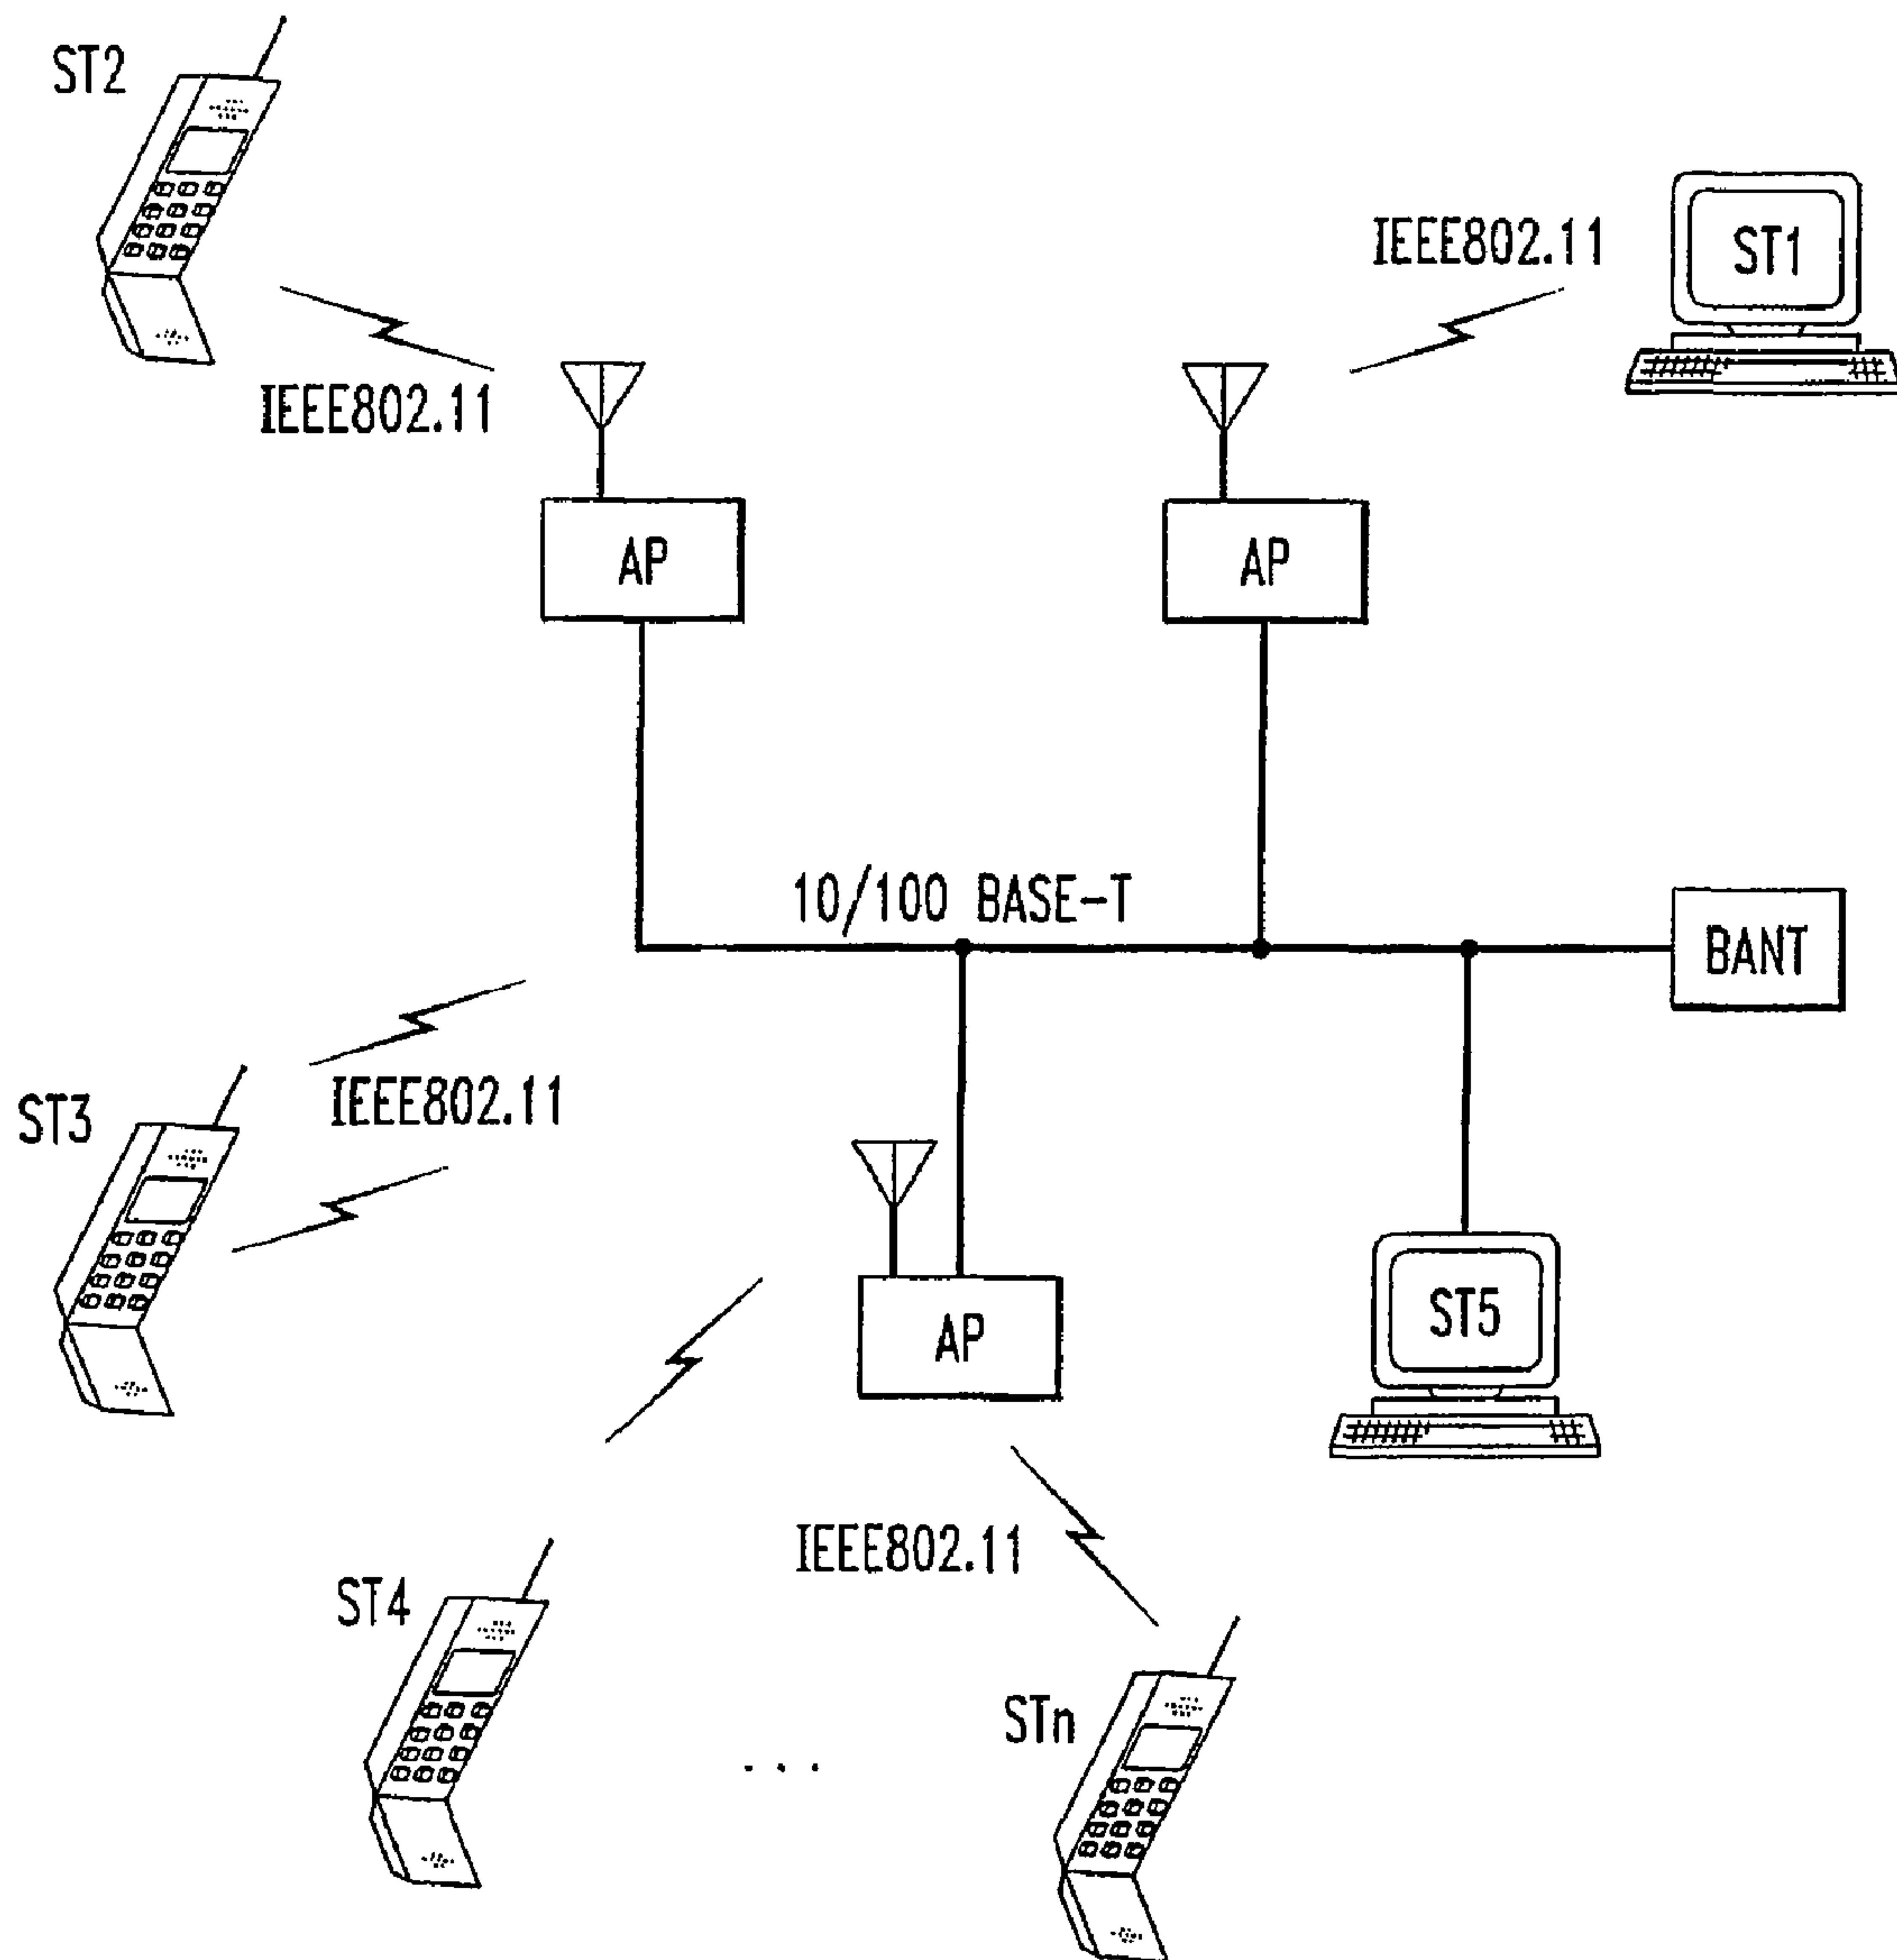 ST2
IEEE802.11
ST1
IEEE802.11
AP
AP
10/100 BASE-T
BANT
ST3
IEEE802.11
AP
ST5
IEEE802.11
ST4
STn
...